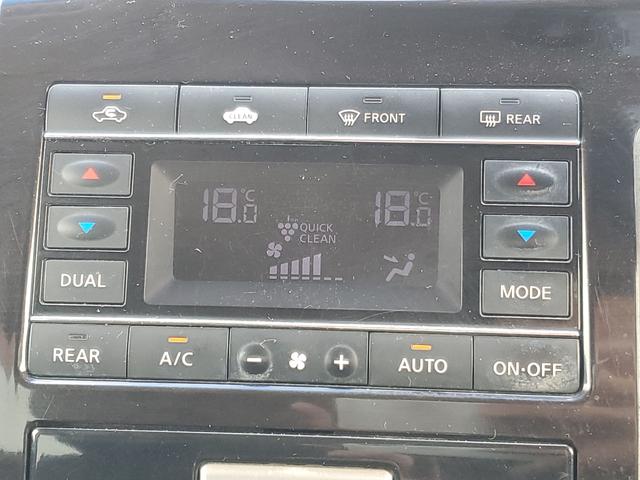 CLEAN
FRONT
REAR
18.0°C
18.0°C
QUICK
CLEAN
DUAL
MODE
REAR
A/C
−
+
AUTO
ON·OFF